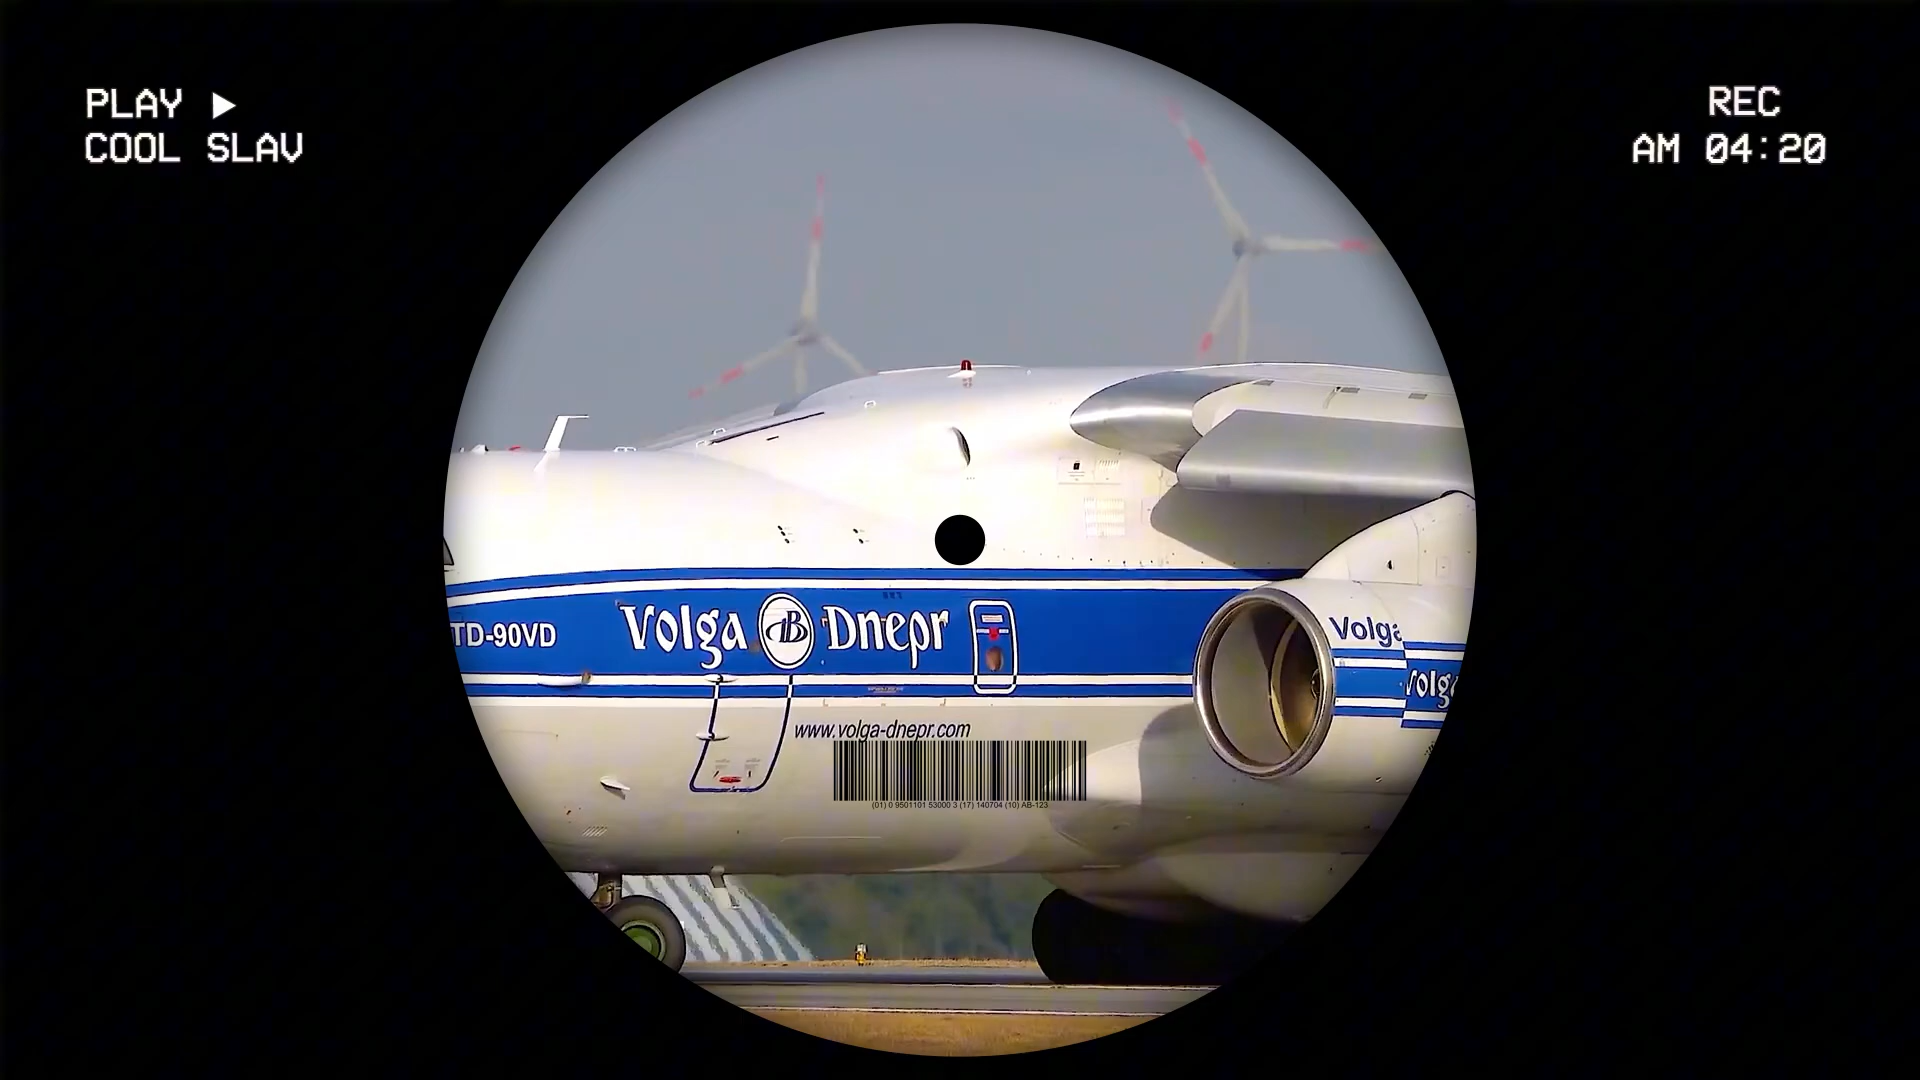 PLAY ▶
COOL SLAV
REC
AM 04:20
TD-90VD
Volga Dnepr
Volga
Volga
www.volga-dnepr.com
(01) 0 9501101 53000 3 (17) 140704 (10) AB-123